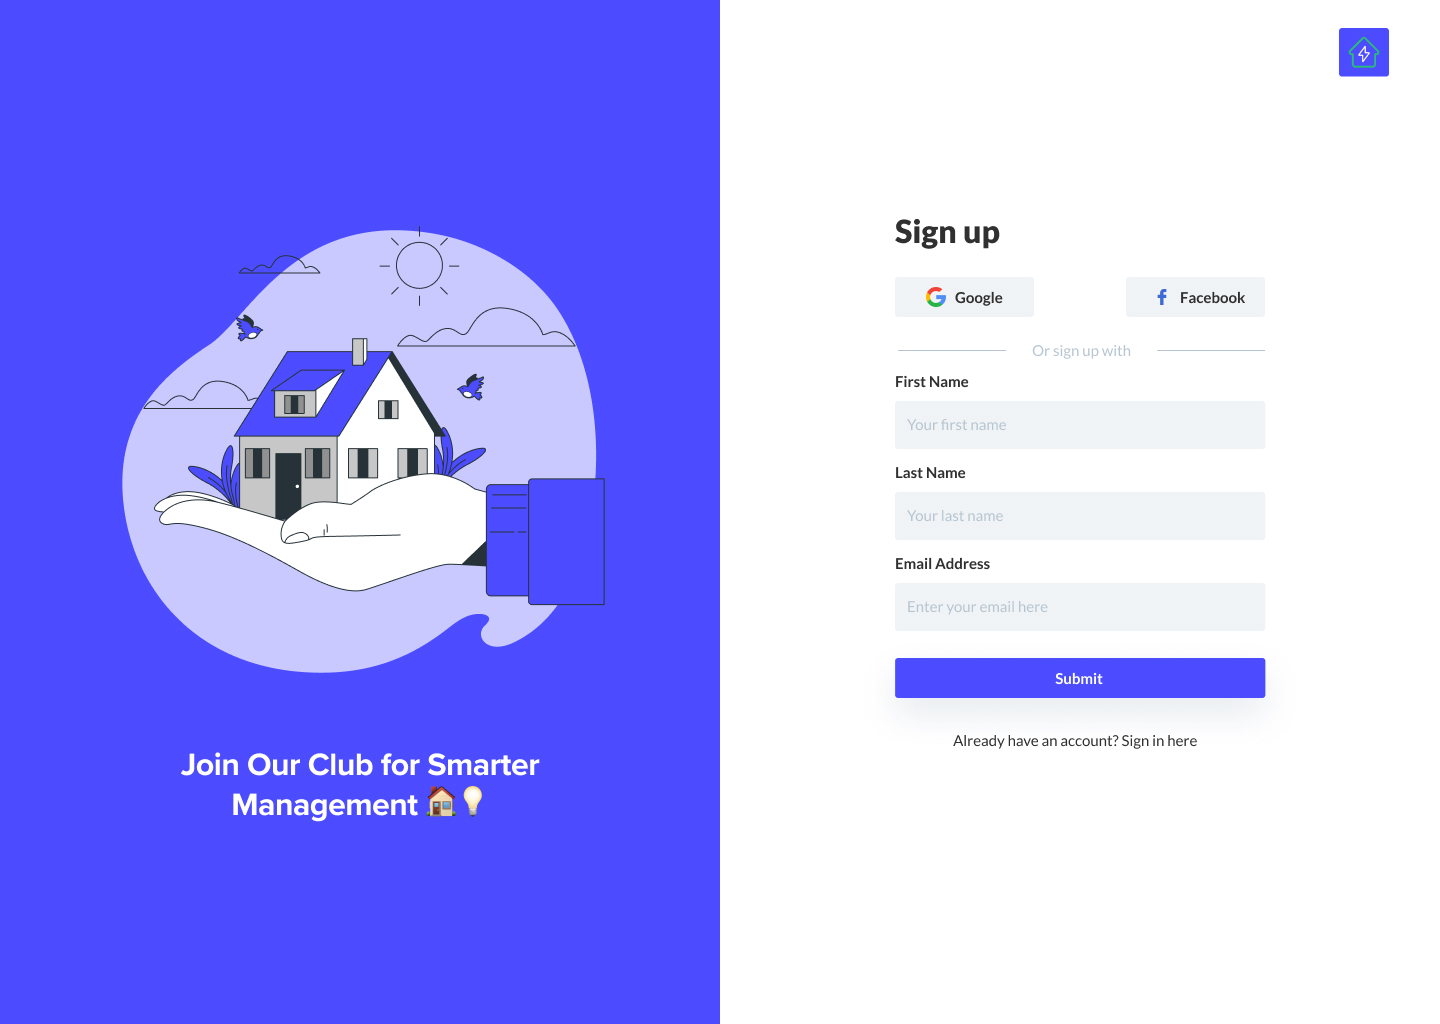 Join Our Club for Smarter
Management 🏠💡
Sign up
Google
Facebook
Or sign up with
First Name
Your first name
Last Name
Your last name
Email Address
Enter your email here
Submit
Already have an account? Sign in here